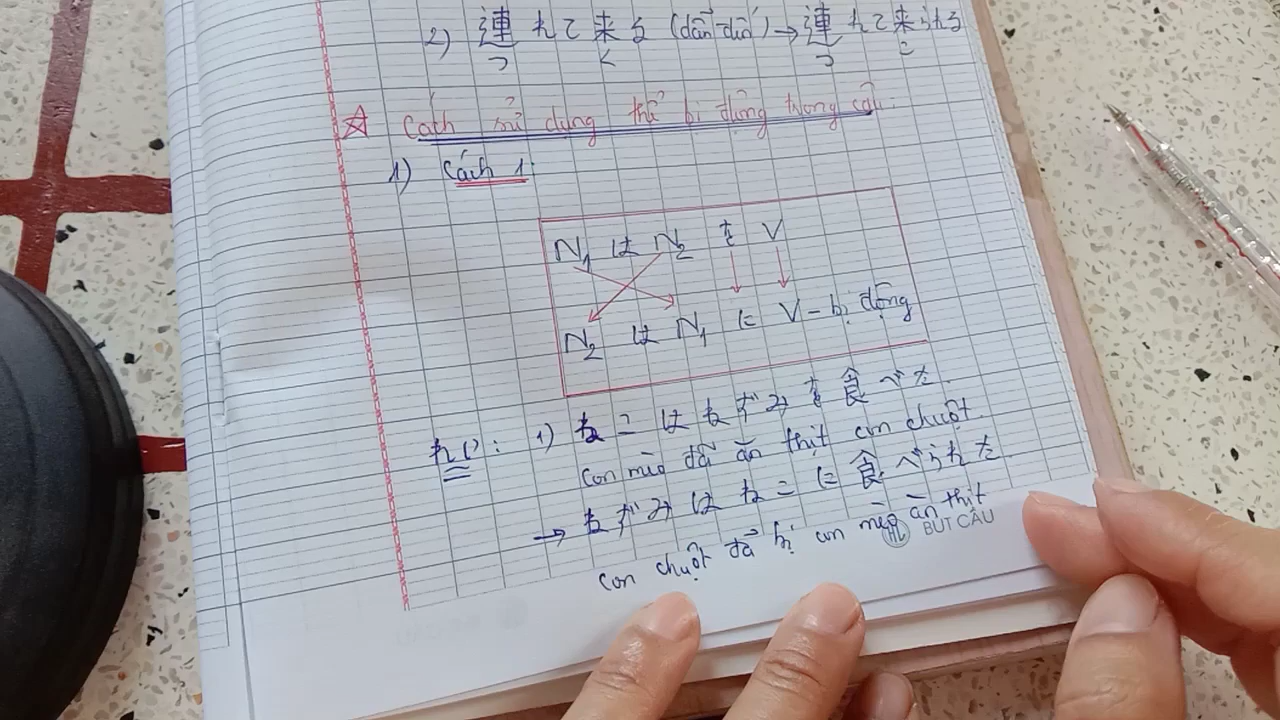 2) 連れて来る (dẫn dắt) → 連れて来られる
つ く つ こ
☆ Cách sử dụng thể bị động trong câu:
1) Cách 1:
N1 は N2 を V
N2 は N1 に V - bị động
1) ねこ は ねずみ を 食べた.
con mèo đã ăn thịt con chuột.
→ ねずみ は ねこ に 食べられた
BÚT CÂU
con chuột đã bị con mèo ăn thịt